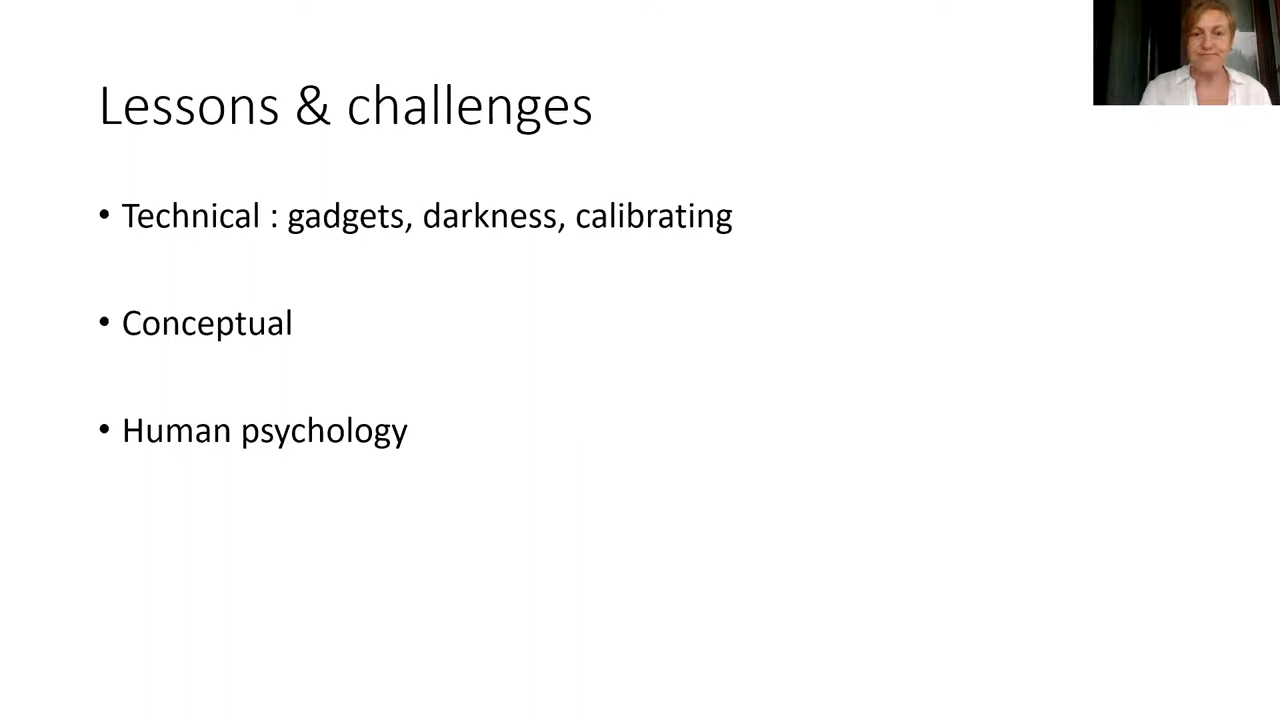 Lessons & challenges
• Technical : gadgets, darkness, calibrating
• Conceptual
• Human psychology